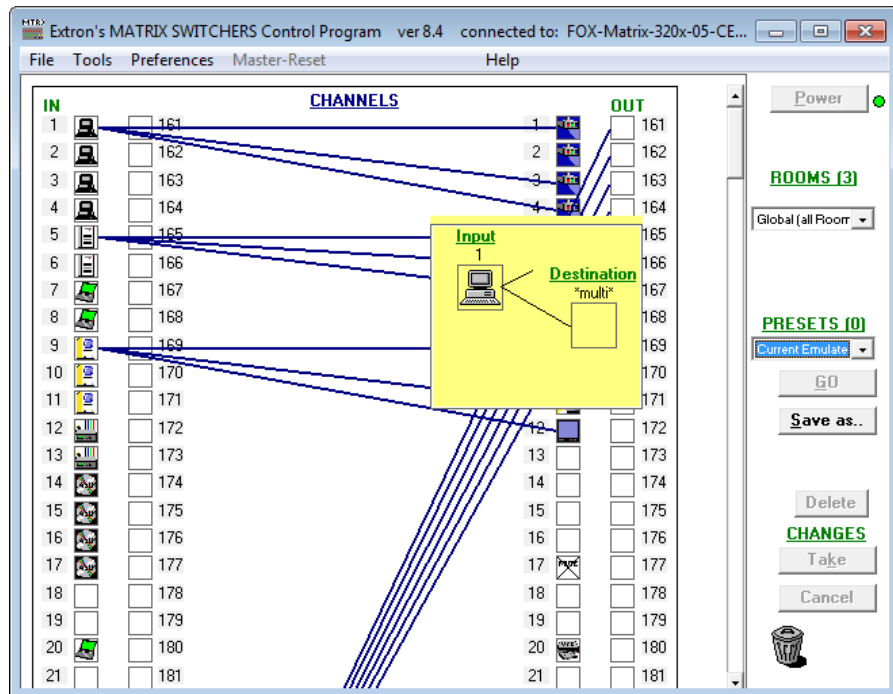 MTRX Extron's MATRIX SWITCHERS Control Program ver 8.4 connected to: FOX-Matrix-320x-05-CE...
File Tools Preferences Master-Reset Help
IN CHANNELS OUT
1 161 1 161
2 162 2 162
3 163 3 163
4 164 4 164
5 165 165
6 166 166
7 167 167
8 168 168
9 169 169
10 170 170
11 171 171
12 172 12 172
13 173 13 173
14 174 14 174
15 175 15 175
16 176 16 176
17 177 17 177
18 178 18 178
19 179 19 179
20 180 20 180
21 181 21 181
Input
1
Destination
*multi*
Power
ROOMS (3)
Global (all Room
PRESETS (0)
Current Emulate
GO
Save as..
Delete
CHANGES
Take
Cancel